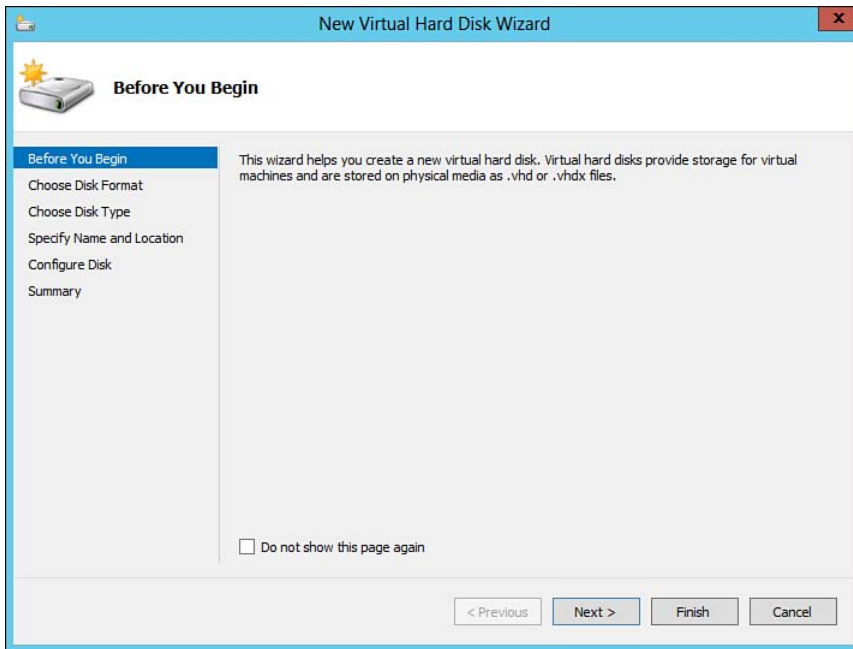 New Virtual Hard Disk Wizard
x
Before You Begin
Before You Begin
Choose Disk Format
Choose Disk Type
Specify Name and Location
Configure Disk
Summary
This wizard helps you create a new virtual hard disk. Virtual hard disks provide storage for virtual
machines and are stored on physical media as .vhd or .vhdx files.
Do not show this page again
< Previous
Next >
Finish
Cancel